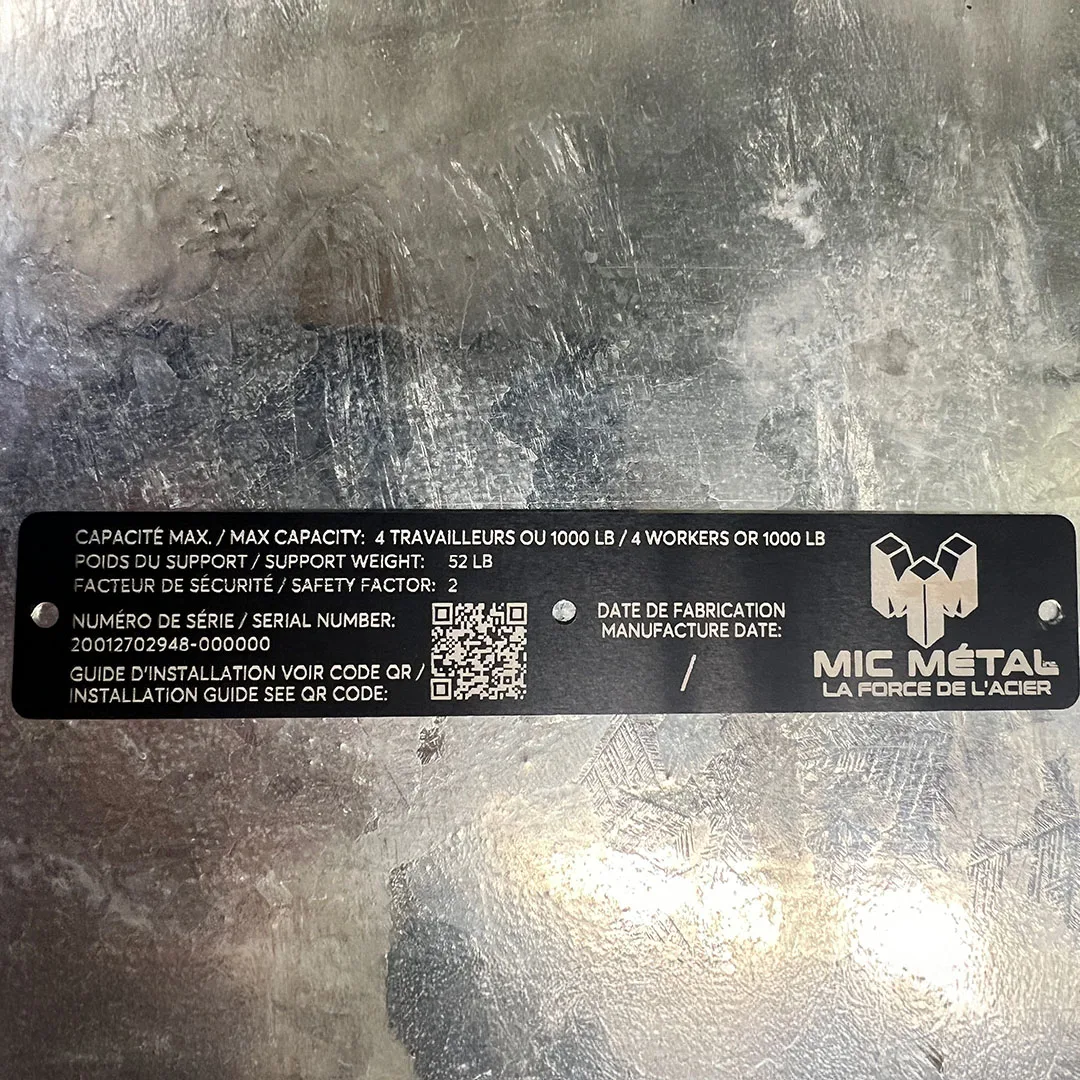 CAPACITÉ MAX. / MAX CAPACITY: 4 TRAVAILLEURS OU 1000 LB / 4 WORKERS OR 1000 LB
POIDS DU SUPPORT / SUPPORT WEIGHT: 52 LB
FACTEUR DE SÉCURITÉ / SAFETY FACTOR: 2
NUMÉRO DE SÉRIE / SERIAL NUMBER:
20012702948-000000
GUIDE D'INSTALLATION VOIR CODE QR /
INSTALLATION GUIDE SEE QR CODE:
DATE DE FABRICATION
MANUFACTURE DATE:
/
MIC MÉTAL
LA FORCE DE L'ACIER